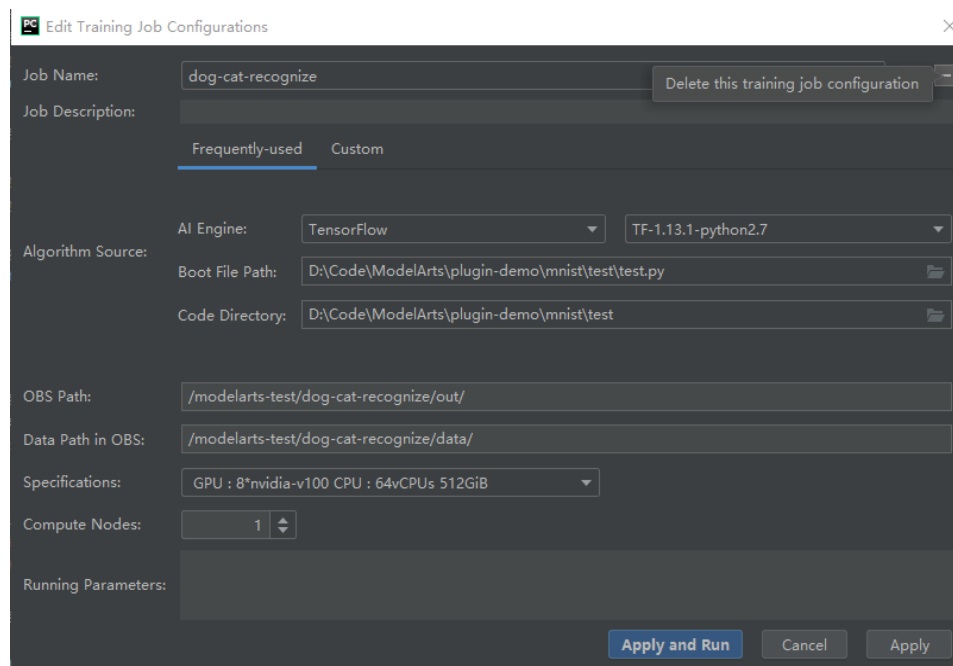 PC Edit Training Job Configurations
Job Name: dog-cat-recognize
Delete this training job configuration
Job Description:
Frequently-used Custom
Algorithm Source:
AI Engine: TensorFlow TF-1.13.1-python2.7
Boot File Path: D:\Code\ModelArts\plugin-demo\mnist\test\test.py
Code Directory: D:\Code\ModelArts\plugin-demo\mnist\test
OBS Path: /modelarts-test/dog-cat-recognize/out/
Data Path in OBS: /modelarts-test/dog-cat-recognize/data/
Specifications: GPU : 8*nvidia-v100 CPU : 64vCPUs 512GiB
Compute Nodes: 1
Running Parameters:
Apply and Run Cancel Apply